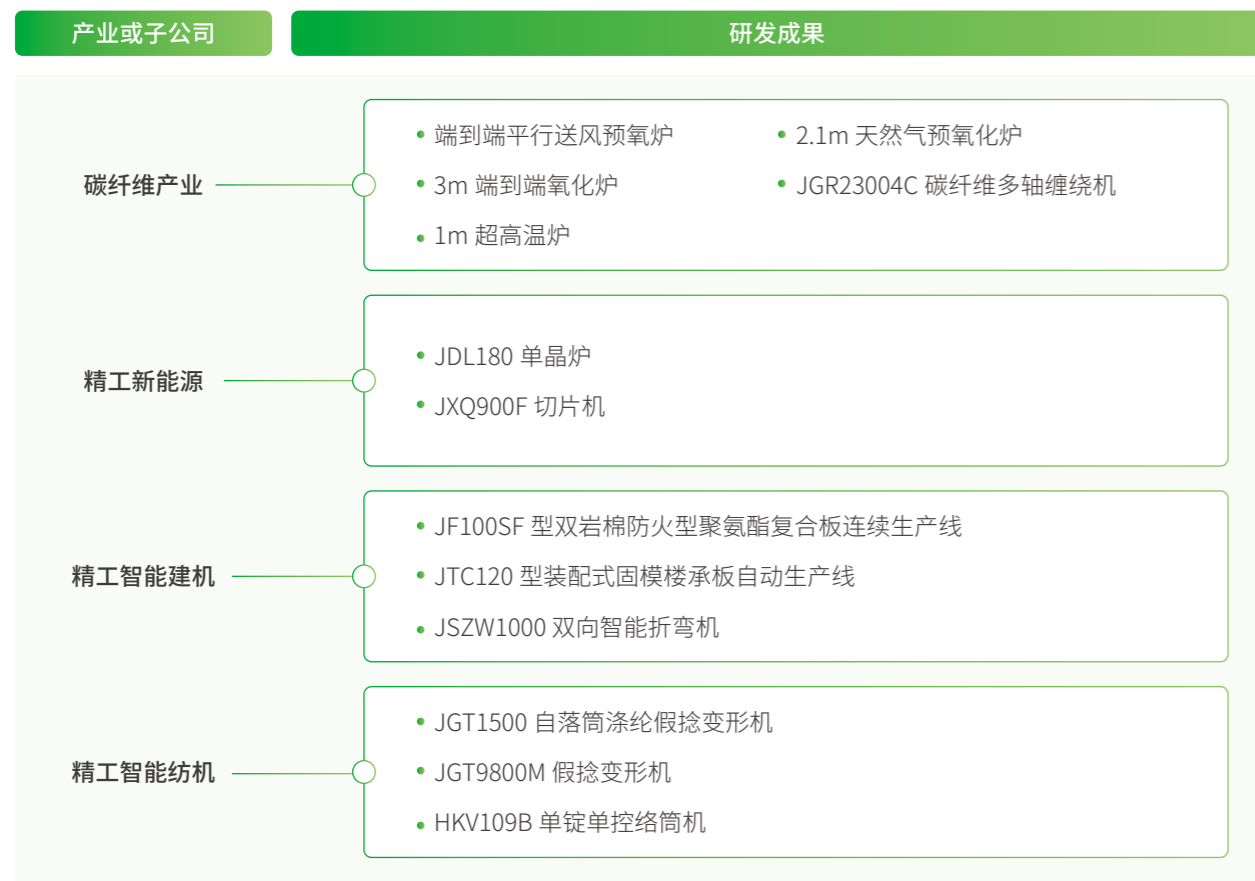 产业或子公司
研发成果
碳纤维产业
• 端到端平行送风预氧炉
• 2.1m 天然气预氧化炉
• 3m 端到端氧化炉
• JGR23004C 碳纤维多轴缠绕机
• 1m 超高温炉
精工新能源
• JDL180 单晶炉
• JXQ900F 切片机
精工智能建机
• JF100SF 型双岩棉防火型聚氨酯复合板连续生产线
• JTC120 型装配式固模楼承板自动生产线
• JSZW1000 双向智能折弯机
精工智能纺机
• JGT1500 自落筒涤纶假捻变形机
• JGT9800M 假捻变形机
• HKV109B 单锭单控络筒机